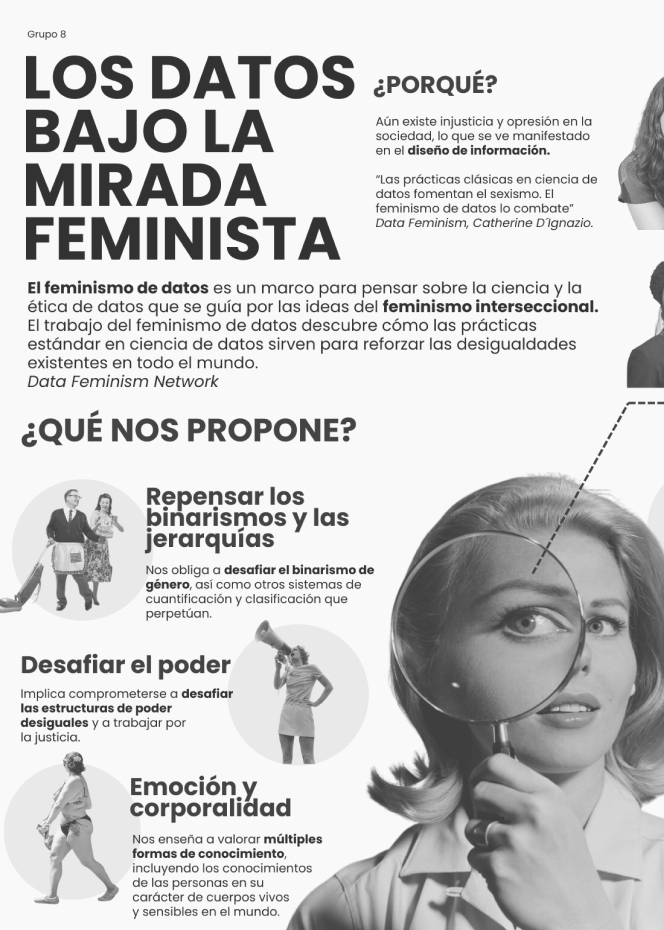 Grupo 8
LOS DATOS
BAJO LA
MIRADA
FEMINISTA
¿PORQUÉ?
Aún existe injusticia y opresión en la
sociedad, lo que se ve manifestado
en el diseño de información.
“Las prácticas clásicas en ciencia de
datos fomentan el sexismo. El
feminismo de datos lo combate”
Data Feminism, Catherine D´Ignazio.
El feminismo de datos es un marco para pensar sobre la ciencia y la
ética de datos que se guía por las ideas del feminismo interseccional.
El trabajo del feminismo de datos descubre cómo las prácticas
estándar en ciencia de datos sirven para reforzar las desigualdades
existentes en todo el mundo.
Data Feminism Network
¿QUÉ NOS PROPONE?
Repensar los
binarismos y las
jerarquías
Nos obliga a desafiar el binarismo de
género, así como otros sistemas de
cuantificación y clasificación que
perpetúan.
Desafiar el poder
Implica comprometerse a desafiar
las estructuras de poder
desiguales y a trabajar por
la justicia.
Emoción y
corporalidad
Nos enseña a valorar múltiples
formas de conocimiento,
incluyendo los conocimientos
de las personas en su
carácter de cuerpos vivos
y sensibles en el mundo.